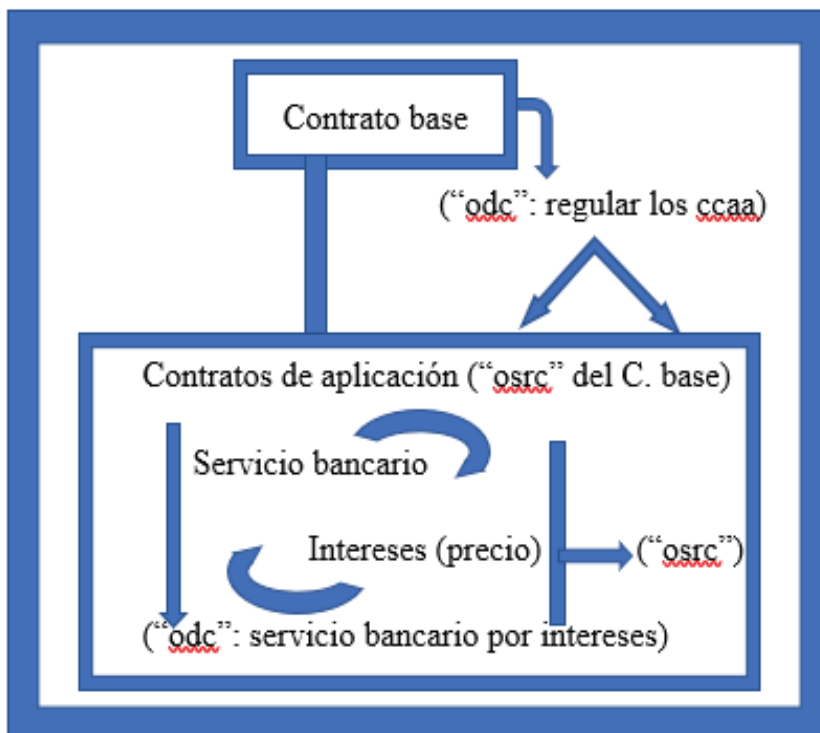 Contrato base
(“odc”: regular los ccaa)
Contratos de aplicación (“osrc” del C. base)
Servicio bancario
Intereses (precio)
(“osrc”)
(“odc”: servicio bancario por intereses)